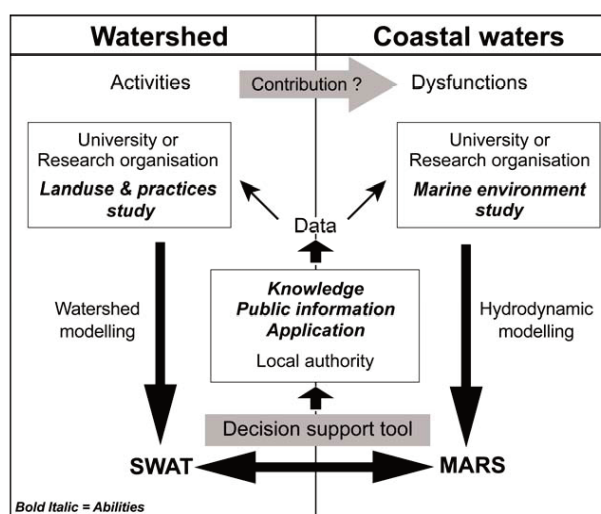 Watershed
Coastal waters
Activities
Contribution ?
Dysfunctions
University or
Research organisation
Landuse & practices
study
University or
Research organisation
Marine environment
study
Data
Knowledge
Public information
Application
Local authority
Watershed
modelling
Hydrodynamic
modelling
Decision support tool
SWAT
MARS
Bold Italic = Abilities